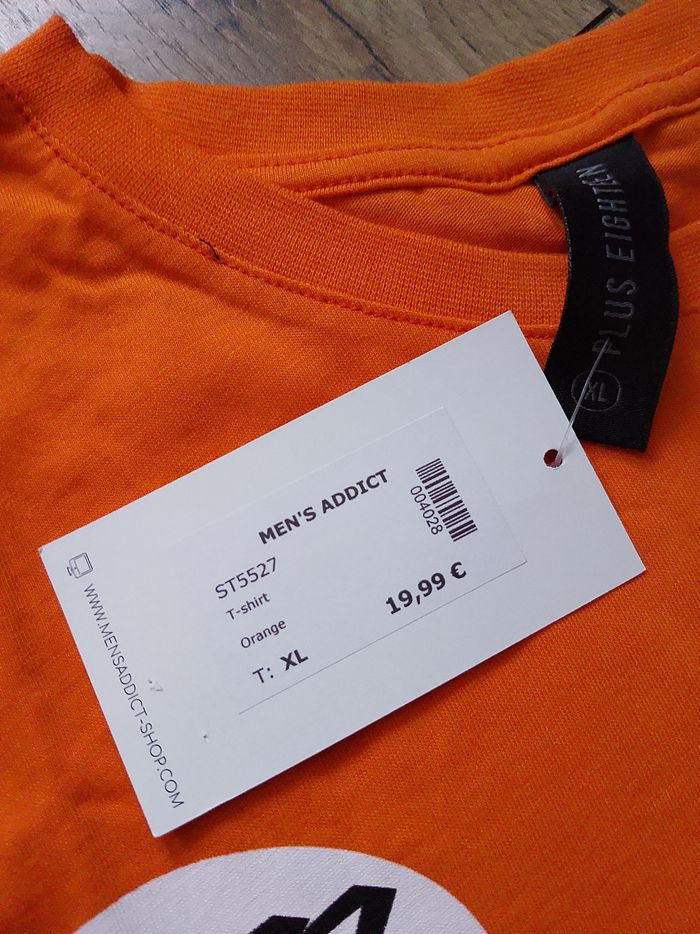 PLUS EIGHTEEN
XL
MEN'S ADDICT
004028
ST5527
T-shirt
Orange
19,99 €
T: XL
WWW.MENSADDICT-SHOP.COM